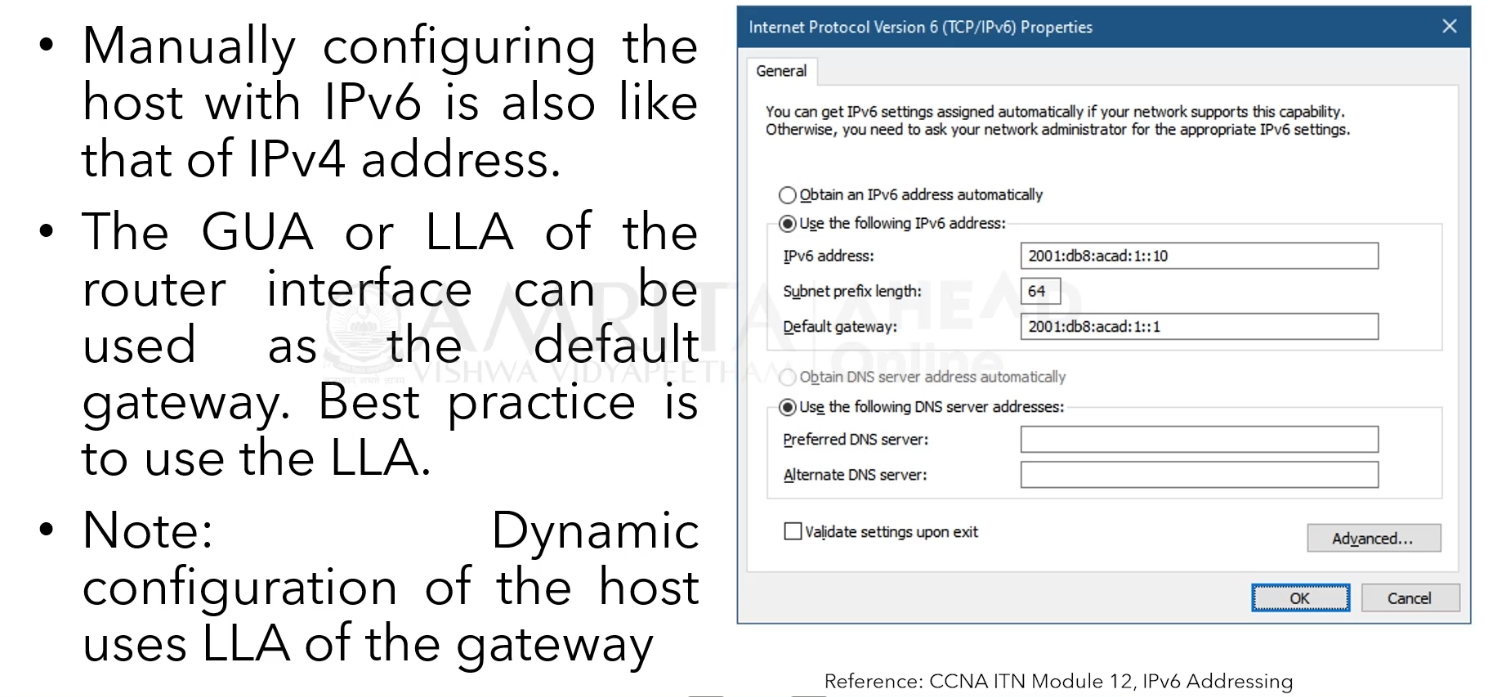 • Manually configuring the
host with IPv6 is also like
that of IPv4 address.
• The GUA or LLA of the
router interface can be
used as the default
gateway. Best practice is
to use the LLA.
• Note: Dynamic
configuration of the host
uses LLA of the gateway
Internet Protocol Version 6 (TCP/IPv6) Properties
General
You can get IPv6 settings assigned automatically if your network supports this capability.
Otherwise, you need to ask your network administrator for the appropriate IPv6 settings.
Obtain an IPv6 address automatically
Use the following IPv6 address:
IPv6 address: 2001:db8:acad:1::10
Subnet prefix length: 64
Default gateway: 2001:db8:acad:1::1
Obtain DNS server address automatically
Use the following DNS server addresses:
Preferred DNS server:
Alternate DNS server:
Validate settings upon exit
Advanced...
OK Cancel
Reference: CCNA ITN Module 12, IPv6 Addressing
AMRITA AHEAD
VISHWA VIDYAPEETHAM Online